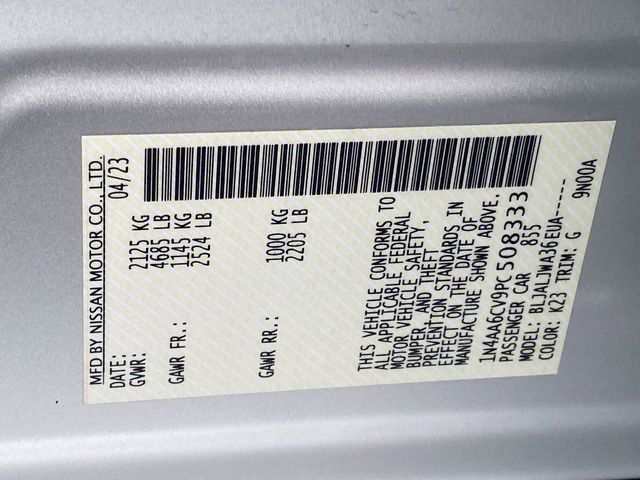 MFD BY NISSAN MOTOR CO., LTD.
DATE: 04/23
GVWR: 2125 KG
4685 LB
GAWR FR.: 1145 KG
2524 LB
GAWR RR.: 1000 KG
2205 LB
THIS VEHICLE CONFORMS TO
ALL APPLICABLE FEDERAL
MOTOR VEHICLE SAFETY,
BUMPER, AND THEFT
PREVENTION STANDARDS IN
EFFECT ON THE DATE OF
MANUFACTURE SHOWN ABOVE.
1N4AA6CV9PC508333
PASSENGER CAR 855
MODEL: BLJALJWA36EUA-----
COLOR: K23 TRIM: G 9N00A